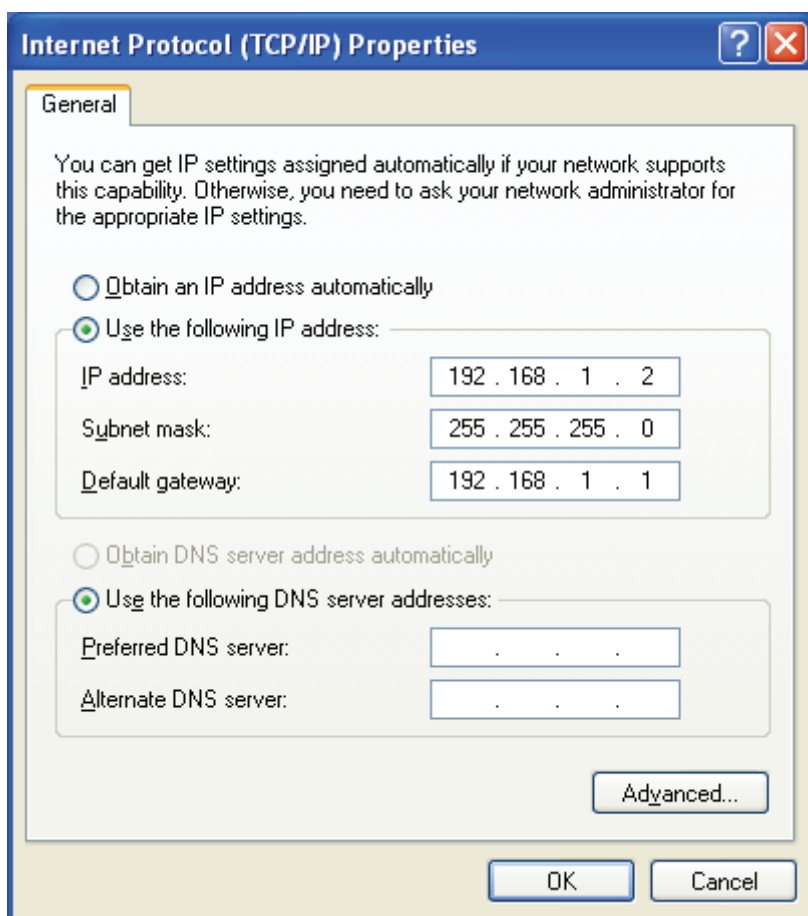 Internet Protocol (TCP/IP) Properties
General
You can get IP settings assigned automatically if your network supports
this capability. Otherwise, you need to ask your network administrator for
the appropriate IP settings.
Obtain an IP address automatically
Use the following IP address:
IP address: 192 . 168 . 1 . 2
Subnet mask: 255 . 255 . 255 . 0
Default gateway: 192 . 168 . 1 . 1
Obtain DNS server address automatically
Use the following DNS server addresses:
Preferred DNS server: . . .
Alternate DNS server: . . .
Advanced...
OK Cancel